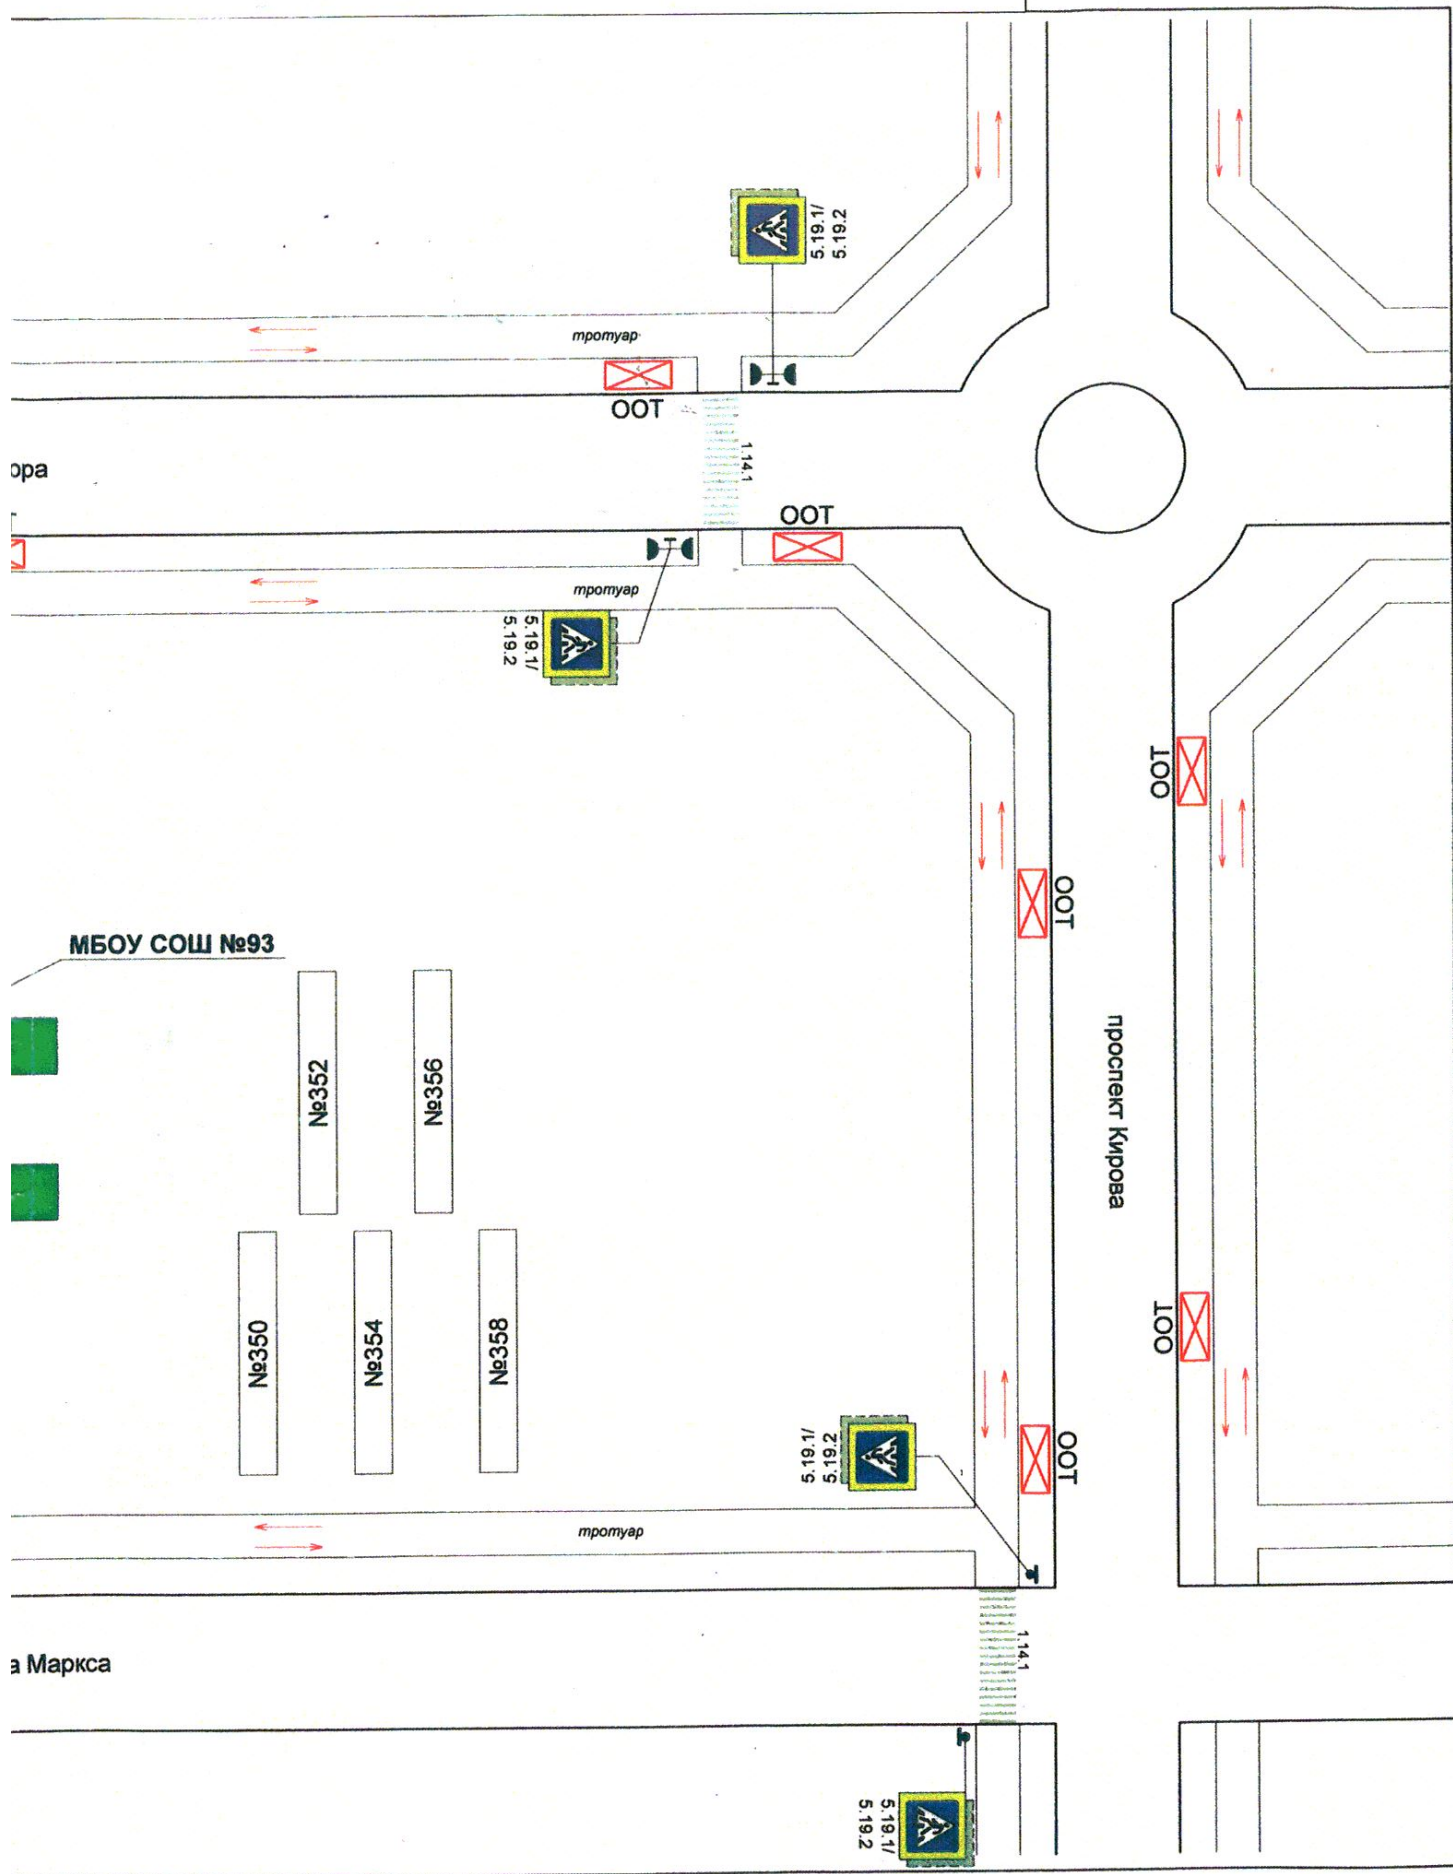 5.19.1/
5.19.2
тротуар
ООТ
1.14.1
ора
ООТ
тротуар
5.19.1/
5.19.2
ООТ
ООТ
МБОУ СОШ №93
проспект Кирова
№352
№356
№350
№354
№358
ООТ
ООТ
5.19.1/
5.19.2
тротуар
1.14.1
а Маркса
5.19.1/
5.19.2